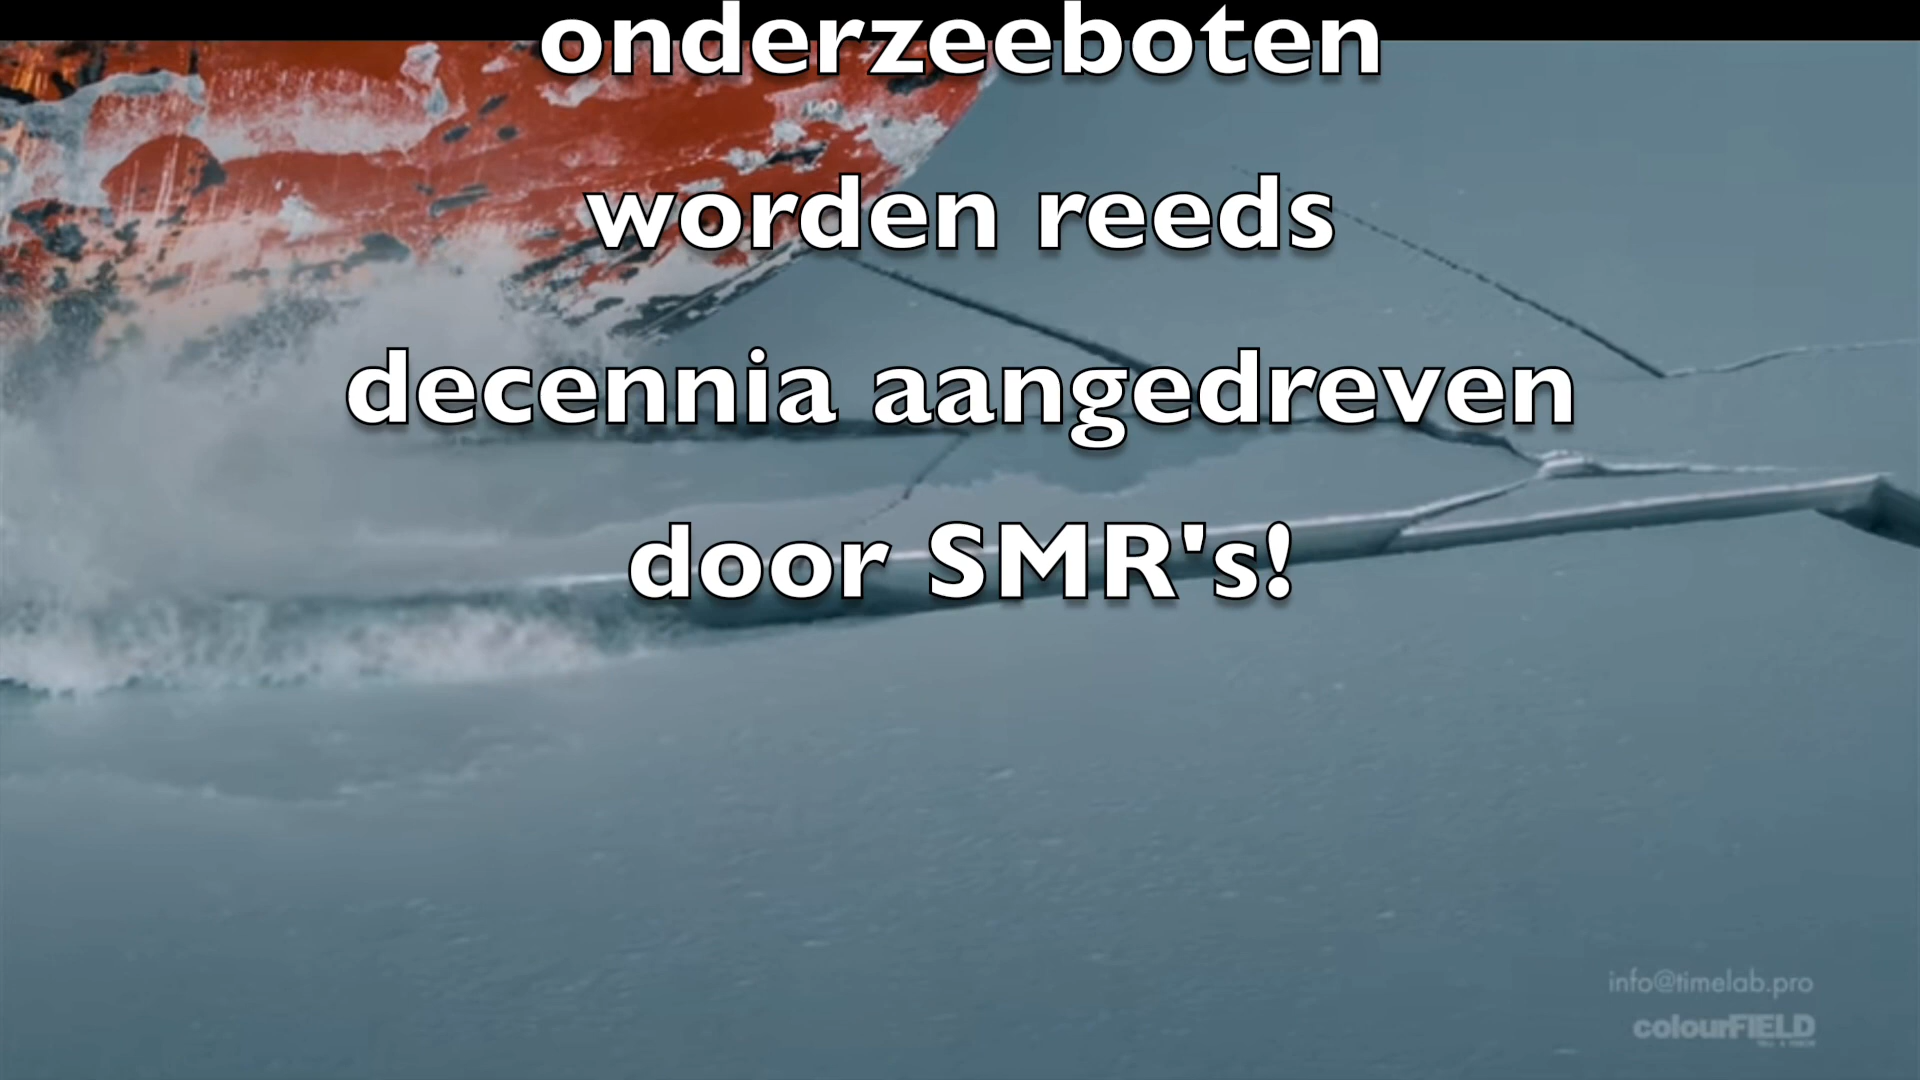 onderzeeboten
worden reeds
decennia aangedreven
door SMR's!
info@timelab.pro
colourFIELD